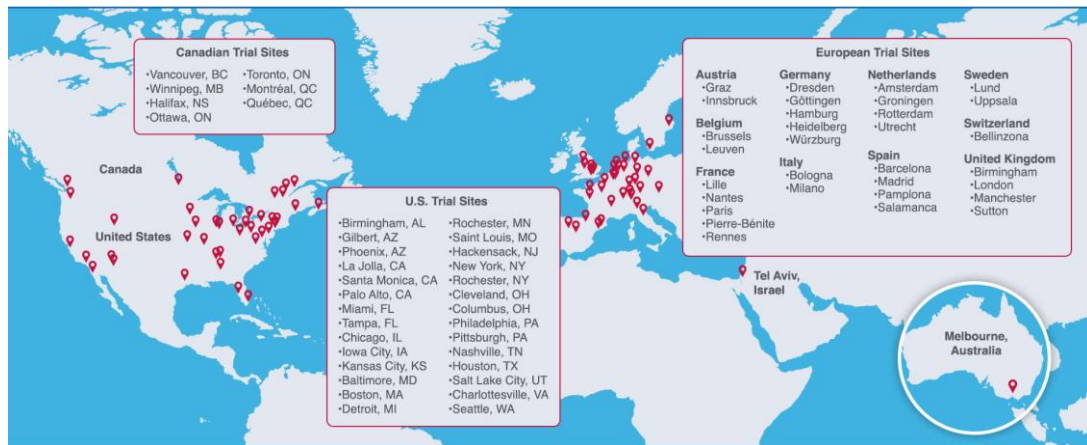 Canadian Trial Sites
•Vancouver, BC
•Winnipeg, MB
•Halifax, NS
•Ottawa, ON
•Toronto, ON
•Montréal, QC
•Québec, QC
Canada
United States
U.S. Trial Sites
•Birmingham, AL
•Gilbert, AZ
•Phoenix, AZ
•La Jolla, CA
•Santa Monica, CA
•Palo Alto, CA
•Miami, FL
•Tampa, FL
•Chicago, IL
•Iowa City, IA
•Kansas City, KS
•Baltimore, MD
•Boston, MA
•Detroit, MI
•Rochester, MN
•Saint Louis, MO
•Hackensack, NJ
•New York, NY
•Rochester, NY
•Cleveland, OH
•Columbus, OH
•Philadelphia, PA
•Pittsburgh, PA
•Nashville, TN
•Houston, TX
•Salt Lake City, UT
•Charlottesville, VA
•Seattle, WA
European Trial Sites
Austria
•Graz
•Innsbruck
Belgium
•Brussels
•Leuven
France
•Lille
•Nantes
•Paris
•Pierre-Bénite
•Rennes
Germany
•Dresden
•Göttingen
•Hamburg
•Heidelberg
•Würzburg
Italy
•Bologna
•Milano
Netherlands
•Amsterdam
•Groningen
•Rotterdam
•Utrecht
Spain
•Barcelona
•Madrid
•Pamplona
•Salamanca
Sweden
•Lund
•Uppsala
Switzerland
•Bellinzona
United Kingdom
•Birmingham
•London
•Manchester
•Sutton
Tel Aviv,
Israel
Melbourne,
Australia